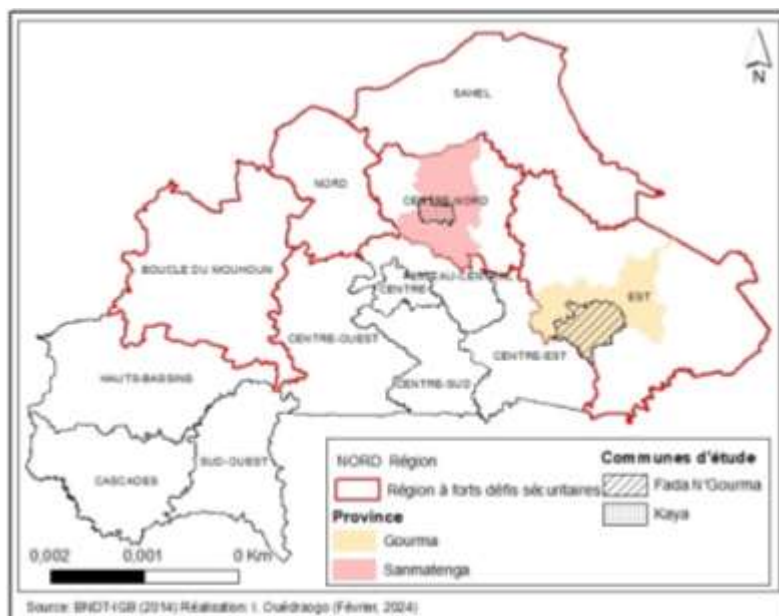 N
SAHEL
NORD
CENTRE-NORD
BOUCLE DU MOUHOUN
PLATEAU-CENTRAL
CENTRE
EST
CENTRE-OUEST
CENTRE-EST
HAUTS-BASSINS
CENTRE-SUD
SUD-OUEST
CASCADES
NORD Région
Région à forts défis sécuritaires
Province
Gourma
Sanmatenga
Communes d'étude
Fada N'Gourma
Kaya
0,002 0,001 0 Km
Source: BNDT-IGB (2014) Réalisation: I. Ouédraogo (Février, 2024)